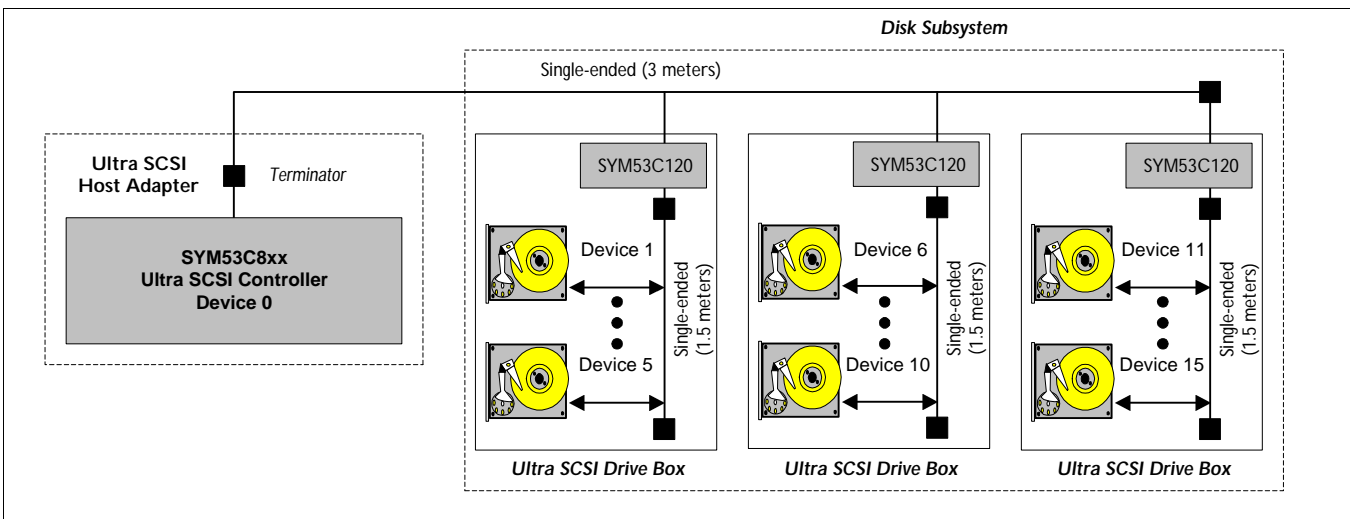 Disk Subsystem
Single-ended (3 meters)
Ultra SCSI
Host Adapter
Terminator
SYM53C8xx
Ultra SCSI Controller
Device 0
SYM53C120
Device 1
Device 5
Single-ended
(1.5 meters)
Ultra SCSI Drive Box
SYM53C120
Device 6
Device 10
Single-ended
(1.5 meters)
Ultra SCSI Drive Box
SYM53C120
Device 11
Device 15
Single-ended
(1.5 meters)
Ultra SCSI Drive Box